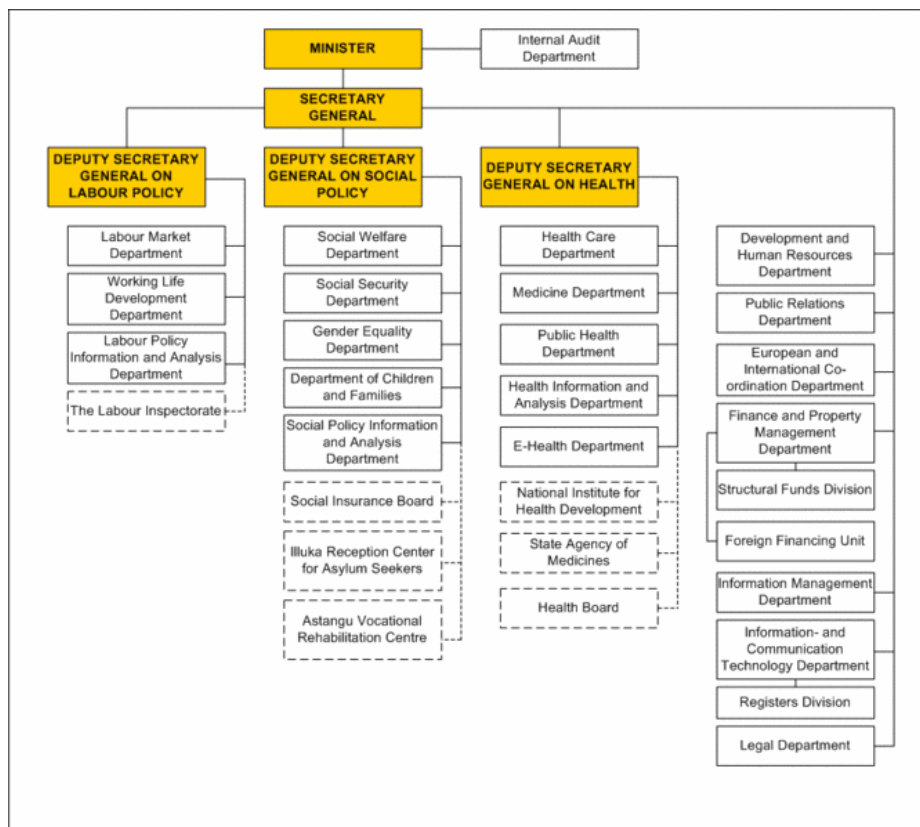 MINISTER
Internal Audit
Department
SECRETARY
GENERAL
DEPUTY SECRETARY
GENERAL ON
LABOUR POLICY
DEPUTY SECRETARY
GENERAL ON SOCIAL
POLICY
DEPUTY SECRETARY
GENERAL ON HEALTH
Labour Market
Department
Working Life
Development
Department
Labour Policy
Information and Analysis
Department
The Labour Inspectorate
Social Welfare
Department
Social Security
Department
Gender Equality
Department
Department of Children
and Families
Social Policy Information
and Analysis
Department
Social Insurance Board
Illuka Reception Center
for Asylum Seekers
Astangu Vocational
Rehabilitation Centre
Health Care
Department
Medicine Department
Public Health
Department
Health Information and
Analysis Department
E-Health Department
National Institute for
Health Development
State Agency of
Medicines
Health Board
Development and
Human Resources
Department
Public Relations
Department
European and
International Co-
ordination Department
Finance and Property
Management
Department
Structural Funds Division
Foreign Financing Unit
Information Management
Department
Information- and
Communication
Technology Department
Registers Division
Legal Department